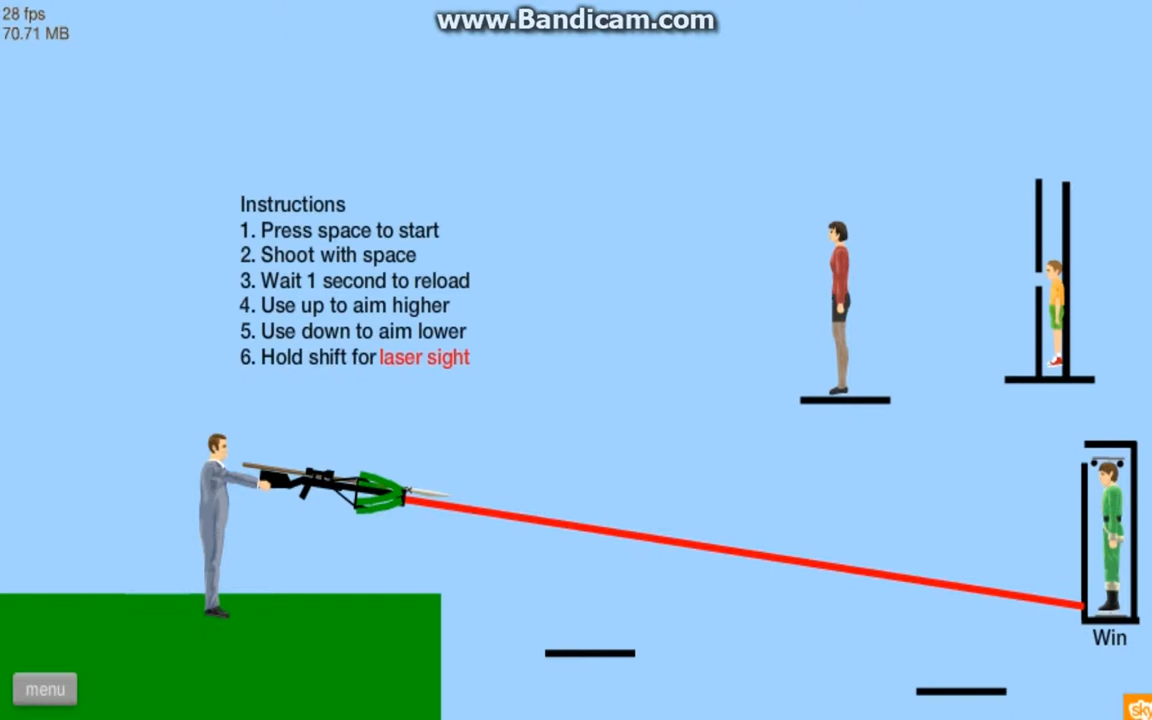 28 fps
70.71 MB
www.Bandicam.com
Instructions
1. Press space to start
2. Shoot with space
3. Wait 1 second to reload
4. Use up to aim higher
5. Use down to aim lower
6. Hold shift for laser sight
Win
menu
sky